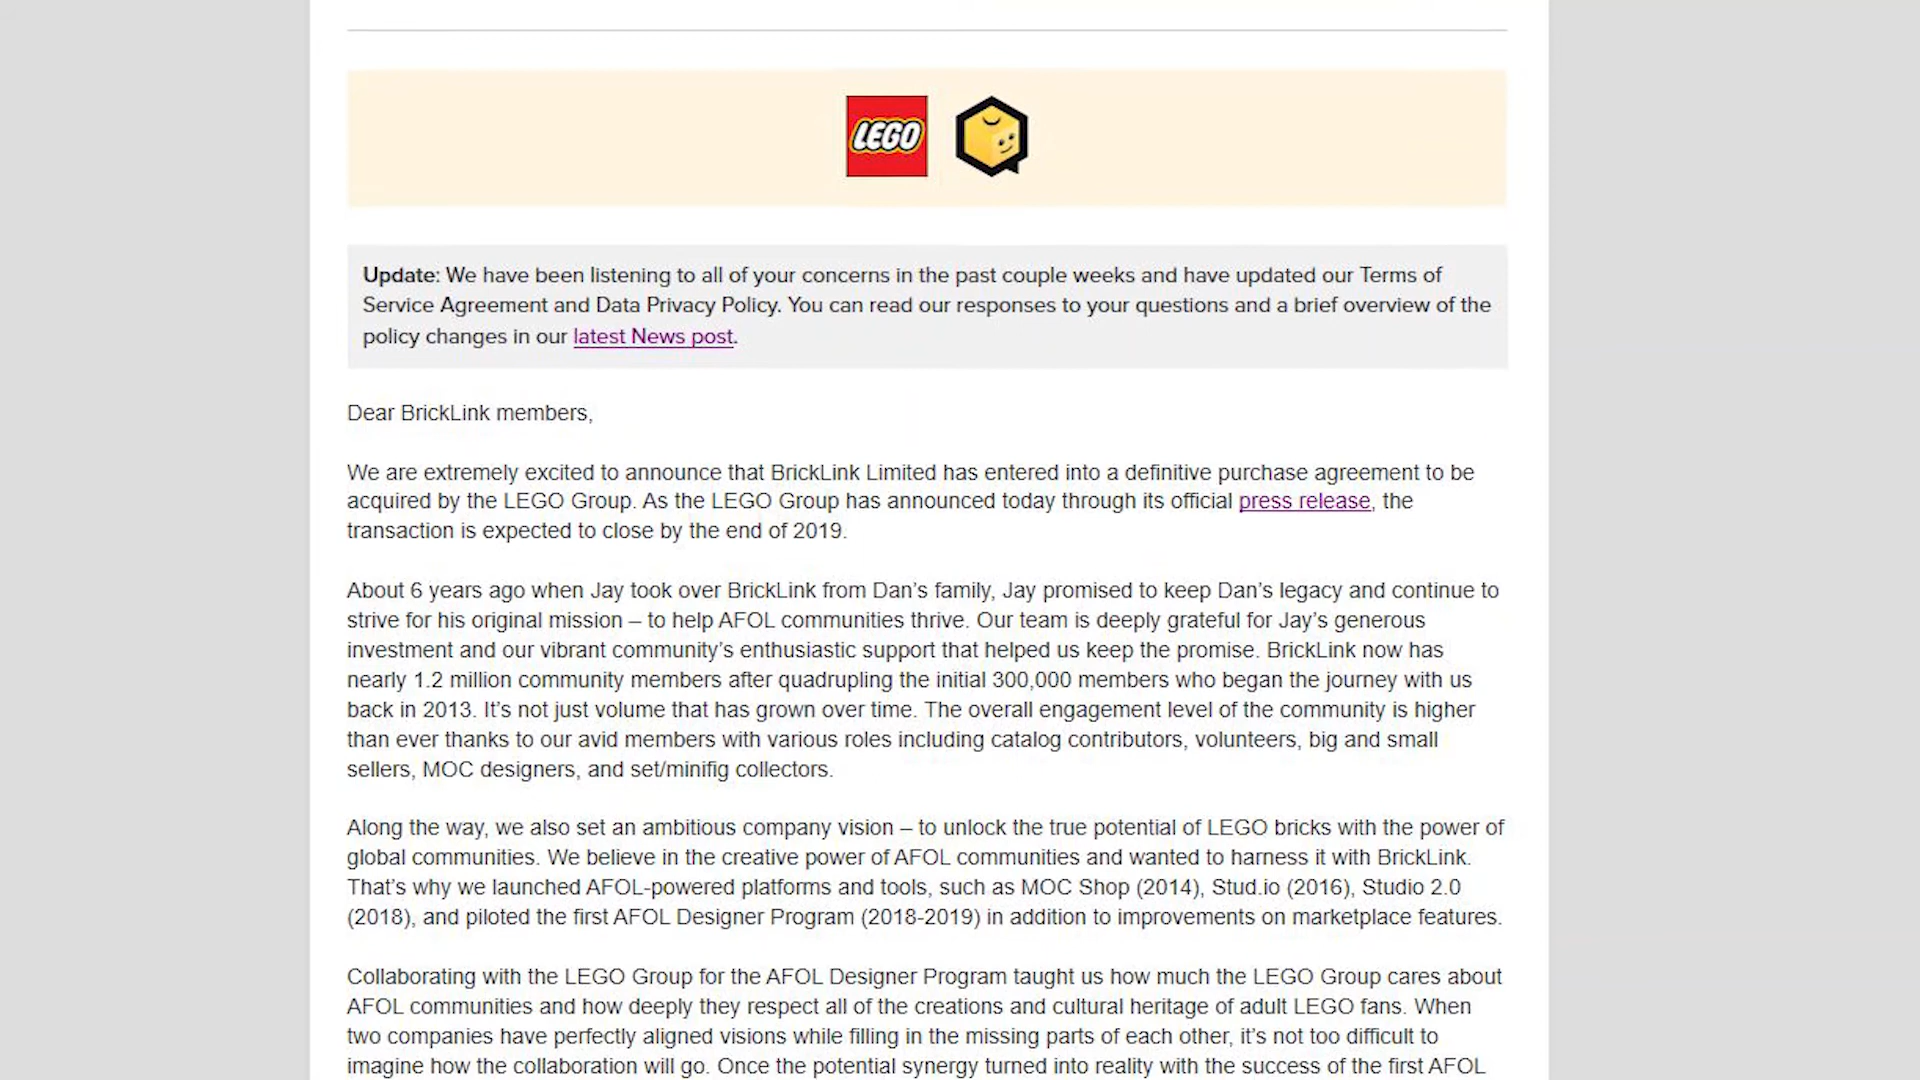 LEGO
Update: We have been listening to all of your concerns in the past couple weeks and have updated our Terms of
Service Agreement and Data Privacy Policy. You can read our responses to your questions and a brief overview of the
policy changes in our latest News post.
Dear BrickLink members,
We are extremely excited to announce that BrickLink Limited has entered into a definitive purchase agreement to be
acquired by the LEGO Group. As the LEGO Group has announced today through its official press release, the
transaction is expected to close by the end of 2019.
About 6 years ago when Jay took over BrickLink from Dan’s family, Jay promised to keep Dan’s legacy and continue to
strive for his original mission – to help AFOL communities thrive. Our team is deeply grateful for Jay’s generous
investment and our vibrant community’s enthusiastic support that helped us keep the promise. BrickLink now has
nearly 1.2 million community members after quadrupling the initial 300,000 members who began the journey with us
back in 2013. It’s not just volume that has grown over time. The overall engagement level of the community is higher
than ever thanks to our avid members with various roles including catalog contributors, volunteers, big and small
sellers, MOC designers, and set/minifig collectors.
Along the way, we also set an ambitious company vision – to unlock the true potential of LEGO bricks with the power of
global communities. We believe in the creative power of AFOL communities and wanted to harness it with BrickLink.
That’s why we launched AFOL-powered platforms and tools, such as MOC Shop (2014), Stud.io (2016), Studio 2.0
(2018), and piloted the first AFOL Designer Program (2018-2019) in addition to improvements on marketplace features.
Collaborating with the LEGO Group for the AFOL Designer Program taught us how much the LEGO Group cares about
AFOL communities and how deeply they respect all of the creations and cultural heritage of adult LEGO fans. When
two companies have perfectly aligned visions while filling in the missing parts of each other, it’s not too difficult to
imagine how the collaboration will go. Once the potential synergy turned into reality with the success of the first AFOL